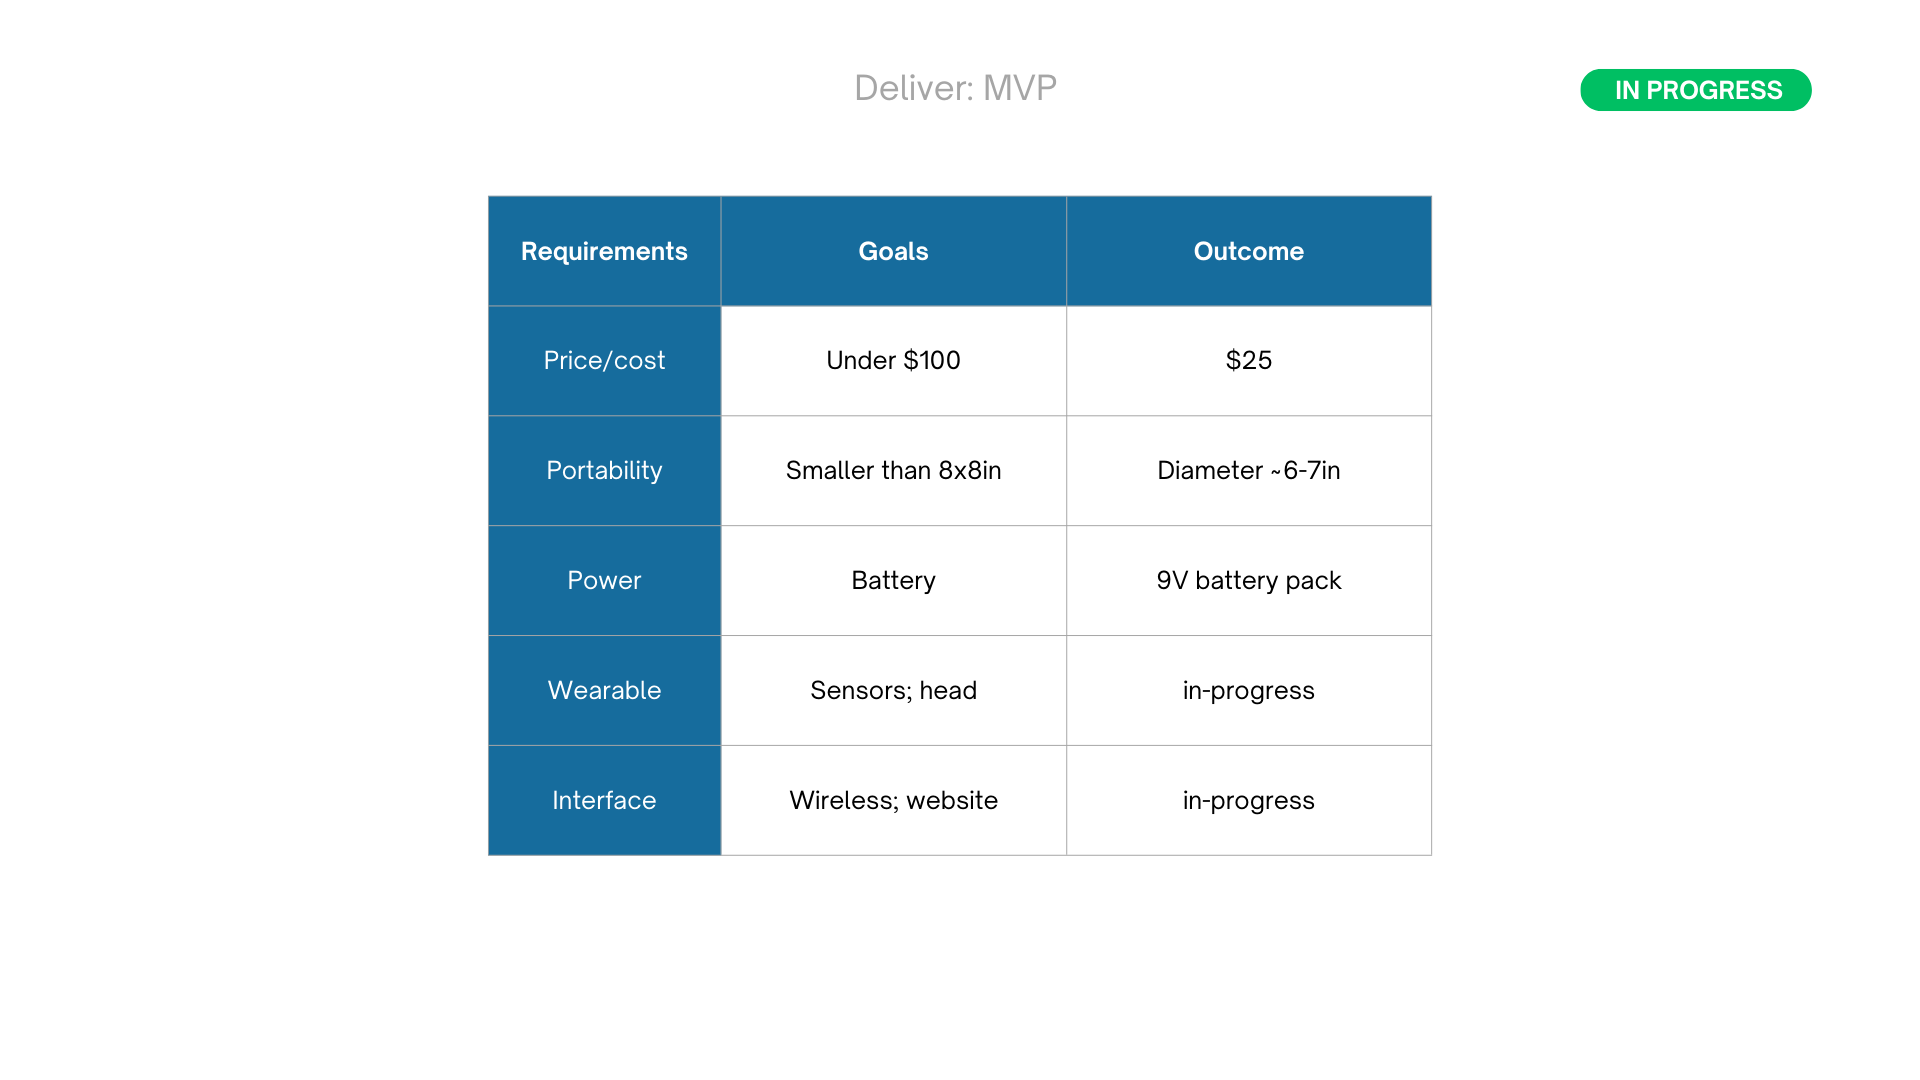 Deliver: MVP
IN PROGRESS
Requirements Goals Outcome
Price/cost Under $100 $25
Portability Smaller than 8x8in Diameter ~6-7in
Power Battery 9V battery pack
Wearable Sensors; head in-progress
Interface Wireless; website in-progress